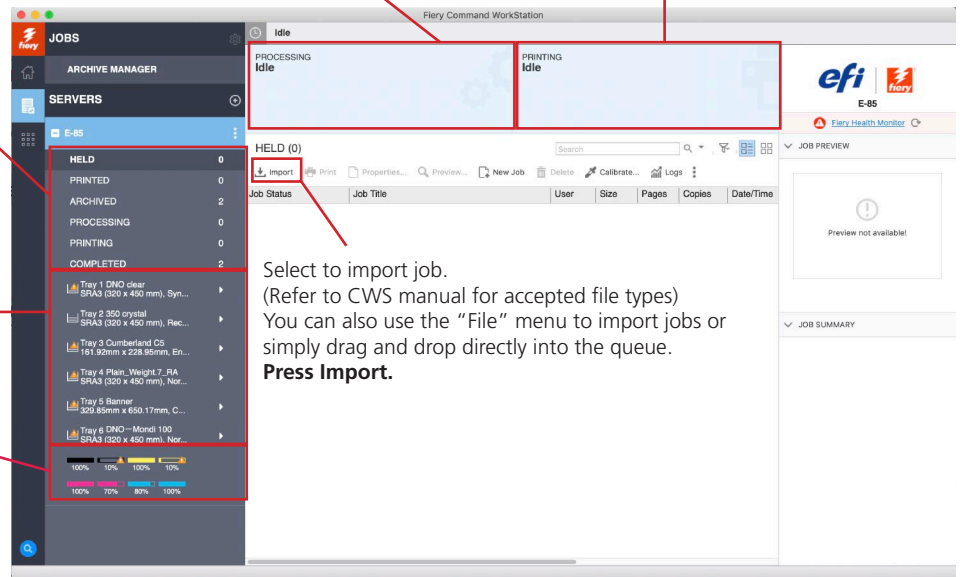 Fiery Command WorkStation
fiery
JOBS
Idle
ARCHIVE MANAGER
SERVERS
E-85
HELD 0
PRINTED 0
ARCHIVED 2
PROCESSING 0
PRINTING 0
COMPLETED 2
Tray 1 DNO clear
SRA3 (320 x 450 mm), Syn...
Tray 2 350 crystal
SRA3 (320 x 450 mm), Rec...
Tray 3 Cumberland C5
161.92mm x 228.95mm, En...
Tray 4 Plain_Weight.7_RA
SRA3 (320 x 450 mm), Nor...
Tray 5 Banner
329.85mm x 650.17mm, C...
Tray 6 DNO—Mondi 100
SRA3 (320 x 450 mm), Nor...
100% 10% 100% 10%
100% 70% 80% 100%
PROCESSING
Idle
PRINTING
Idle
HELD (0)
Search
Import Print Properties... Preview... New Job Delete Calibrate... Logs
Job Status Job Title User Size Pages Copies Date/Time
Select to import job.
(Refer to CWS manual for accepted file types)
You can also use the “File” menu to import jobs or
simply drag and drop directly into the queue.
Press Import.
efi fiery
E-85
Fiery Health Monitor
JOB PREVIEW
Preview not available!
JOB SUMMARY